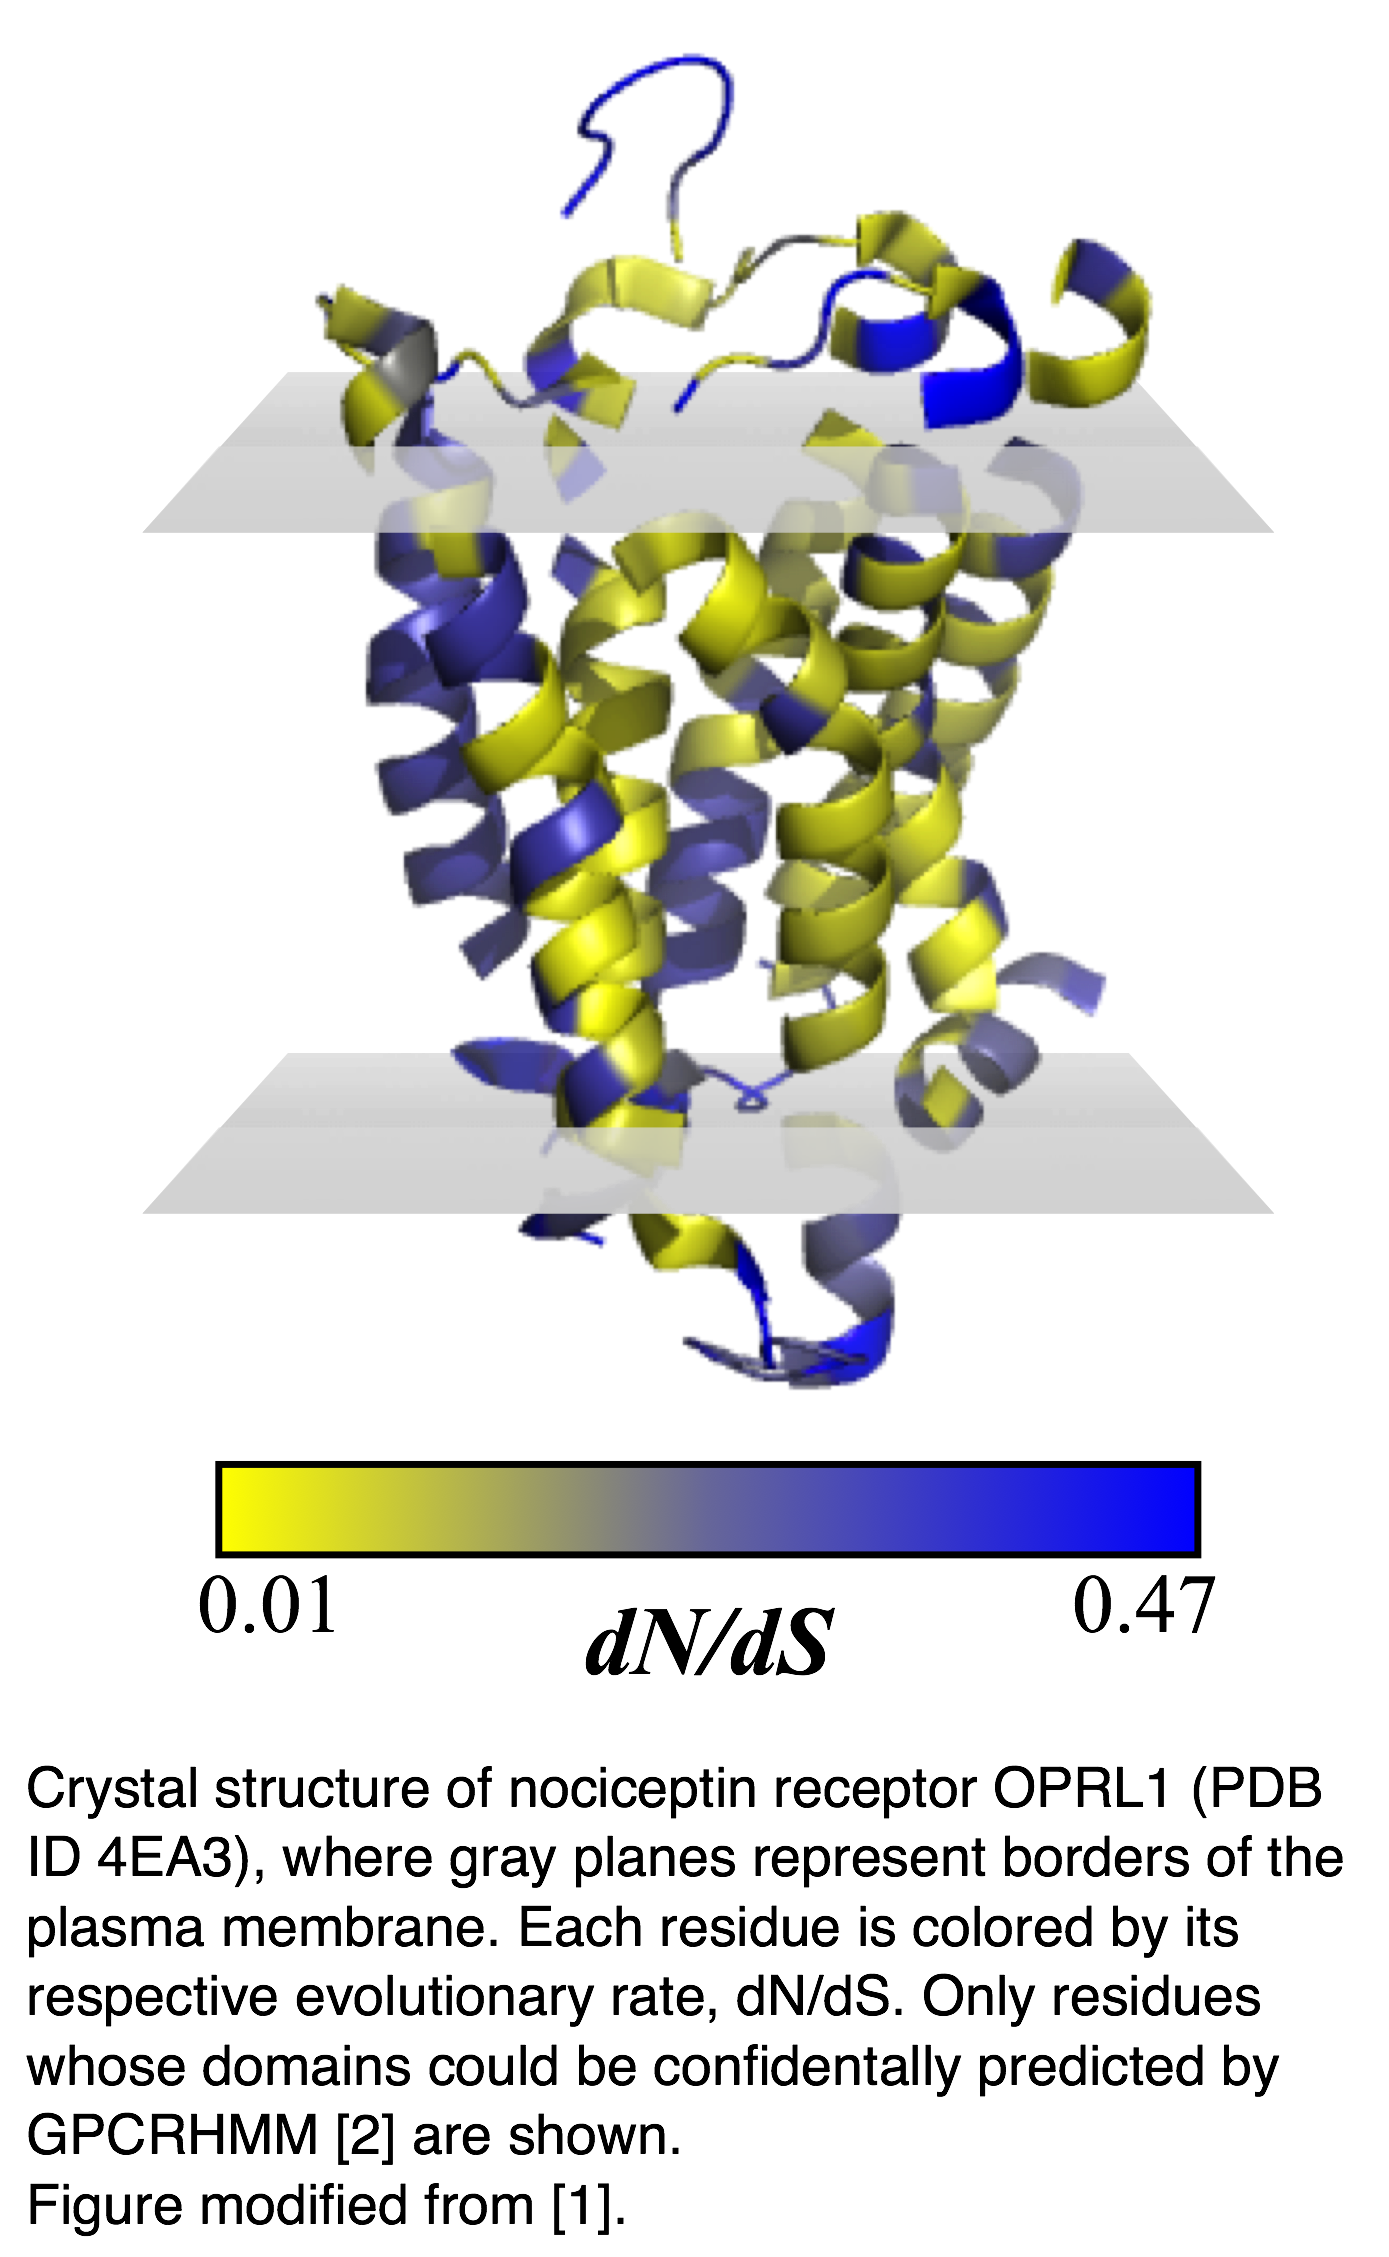 0.01
0.47
dN/dS
Crystal structure of nociceptin receptor OPRL1 (PDB
ID 4EA3), where gray planes represent borders of the
plasma membrane. Each residue is colored by its
respective evolutionary rate, dN/dS. Only residues
whose domains could be confidentally predicted by
GPCRHMM [2] are shown.
Figure modified from [1].